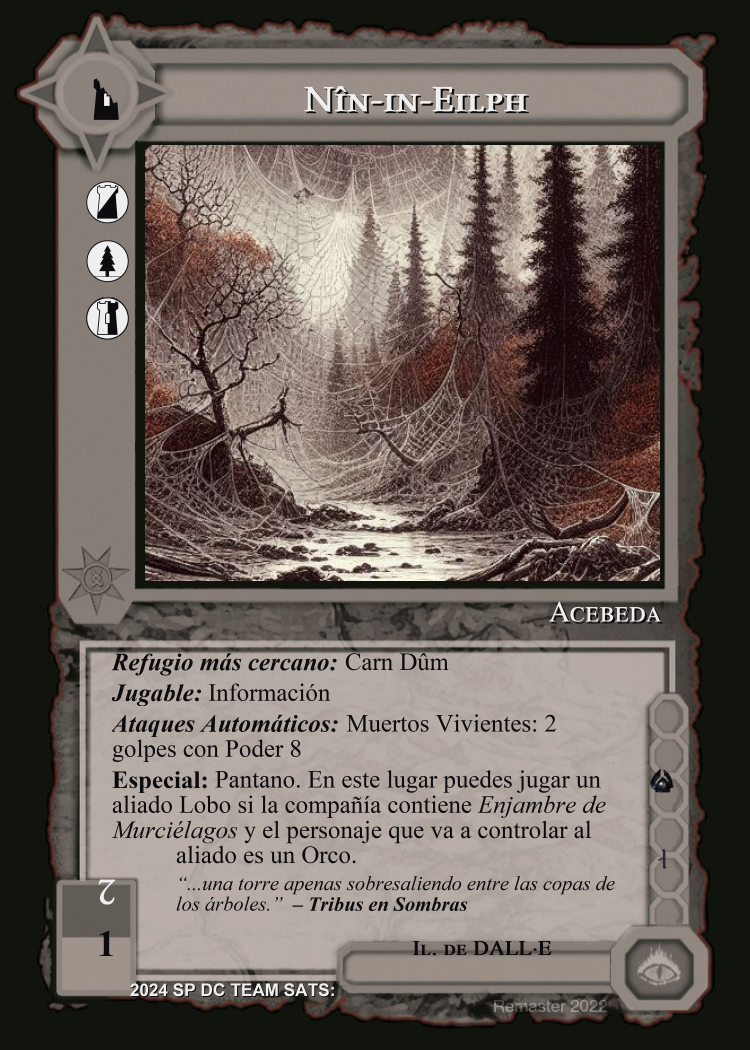 Nîn-in-Eilph
Acebeda
Refugio más cercano: Carn Dûm
Jugable: Información
Ataques Automáticos: Muertos Vivientes: 2
golpes con Poder 8
Especial: Pantano. En este lugar puedes jugar un
aliado Lobo si la compañía contiene Enjambre de
Murciélagos y el personaje que va a controlar al
aliado es un Orco.
“...una torre apenas sobresaliendo entre las copas de
los árboles.” – Tribus en Sombras
2
1
Il. de DALL·E
2024 SP DC TEAM SATS:
Remaster 2022